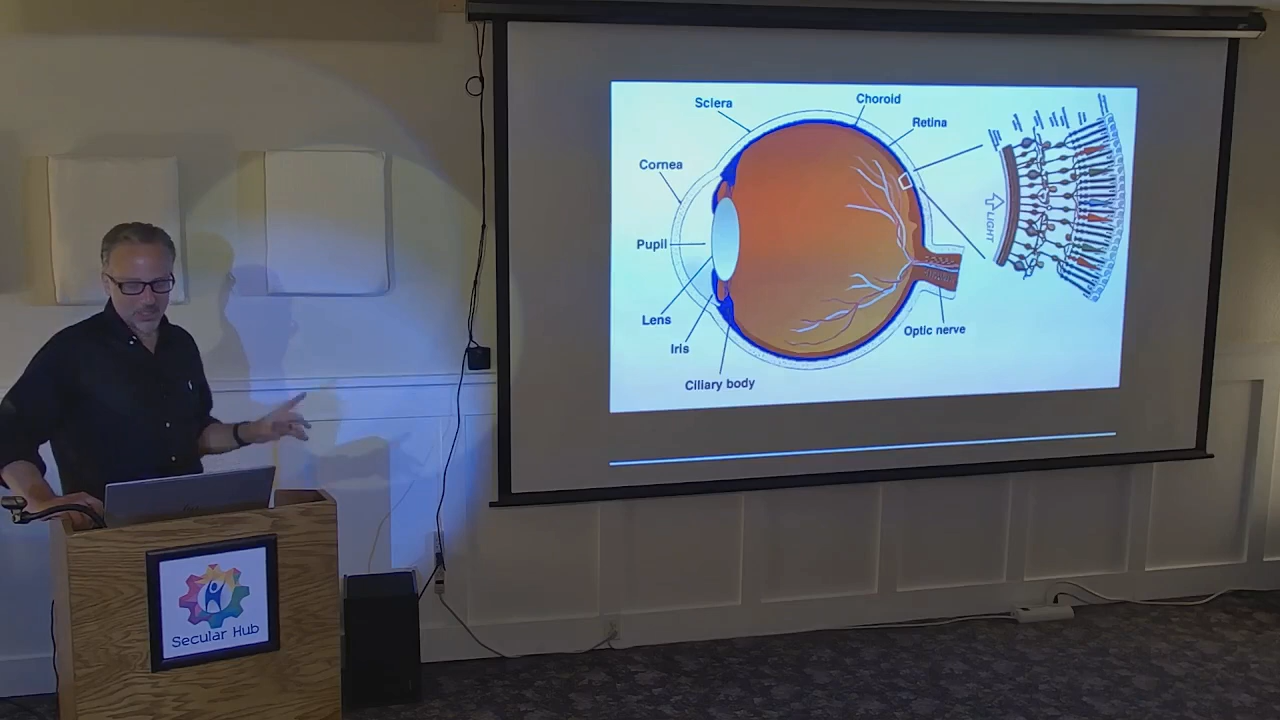 Sclera
Choroid
Retina
Cornea
Pupil
LIGHT
Lens
Optic nerve
Iris
Ciliary body
Secular Hub